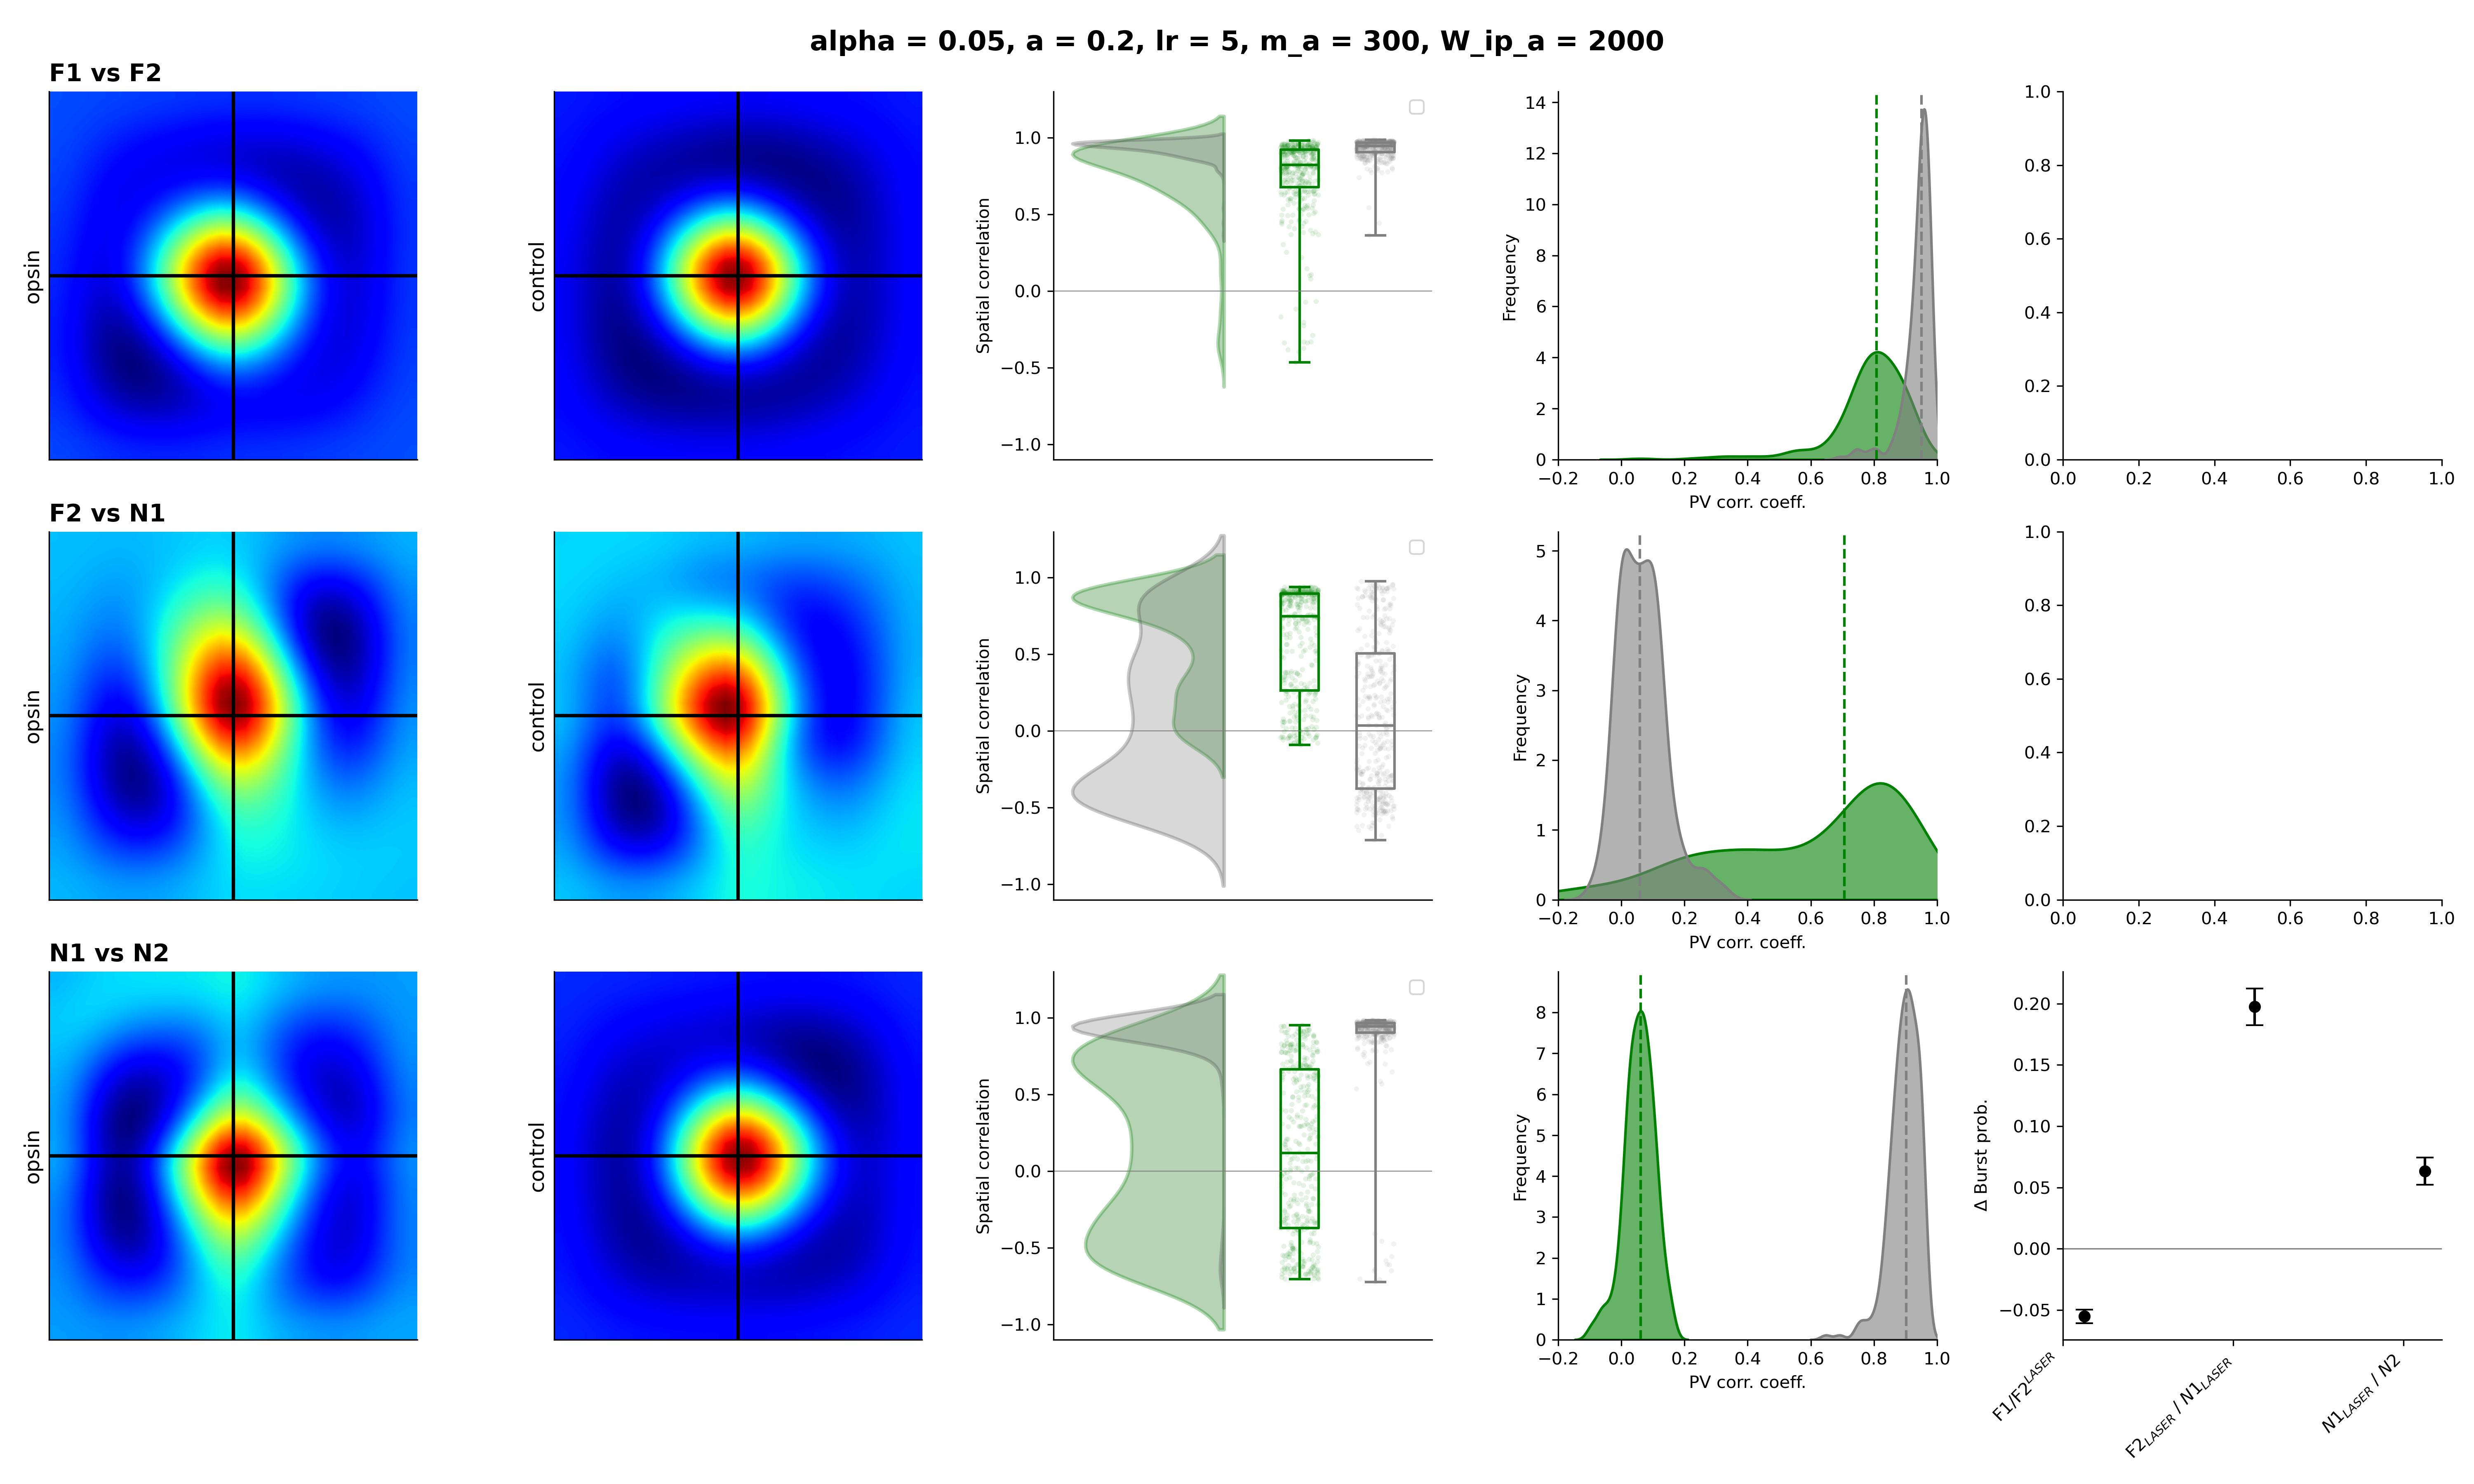 alpha = 0.05, a = 0.2, lr = 5, m_a = 300, W_ip_a = 2000
F1 vs F2
opsin
control
Spatial correlation
1.0
0.5
0.0
−0.5
−1.0
Frequency
14
12
10
8
6
4
2
0
−0.2 0.0 0.2 0.4 0.6 0.8 1.0
PV corr. coeff.
1.0
0.8
0.6
0.4
0.2
0.0
0.0 0.2 0.4 0.6 0.8 1.0
F2 vs N1
opsin
control
Spatial correlation
1.0
0.5
0.0
−0.5
−1.0
Frequency
5
4
3
2
1
0
−0.2 0.0 0.2 0.4 0.6 0.8 1.0
PV corr. coeff.
1.0
0.8
0.6
0.4
0.2
0.0
0.0 0.2 0.4 0.6 0.8 1.0
N1 vs N2
opsin
control
Spatial correlation
1.0
0.5
0.0
−0.5
−1.0
Frequency
8
7
6
5
4
3
2
1
0
−0.2 0.0 0.2 0.4 0.6 0.8 1.0
PV corr. coeff.
Δ Burst prob.
0.20
0.15
0.10
0.05
0.00
−0.05
F1/F2^LASER
F2_LASER / N1_LASER
N1_LASER / N2